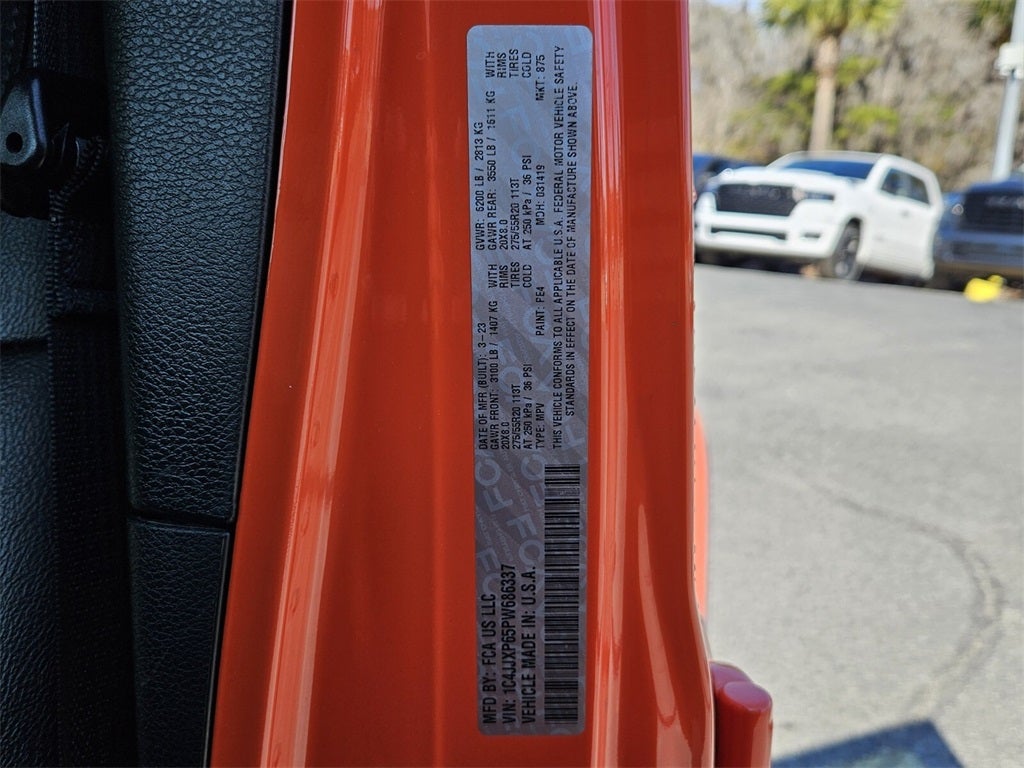 MFD BY: FCA US LLC
VIN: 1C4JJXP65PW686337
VEHICLE MADE IN: U.S.A.
DATE OF MFR (BUILT): 3-23 GVWR: 6200 LB / 2813 KG
GAWR FRONT: 3100 LB / 1407 KG WITH GAWR REAR: 3550 LB / 1611 KG WITH
20X8.0 RIMS 20X8.0 RIMS
275/55R20 113T TIRES 275/55R20 113T TIRES
AT 250 kPa / 36 PSI COLD AT 250 kPa / 36 PSI COLD
TYPE: MPV PAINT: PE4 MDH: 031419 MKT: 875
THIS VEHICLE CONFORMS TO ALL APPLICABLE U.S.A. FEDERAL MOTOR VEHICLE SAFETY
STANDARDS IN EFFECT ON THE DATE OF MANUFACTURE SHOWN ABOVE.